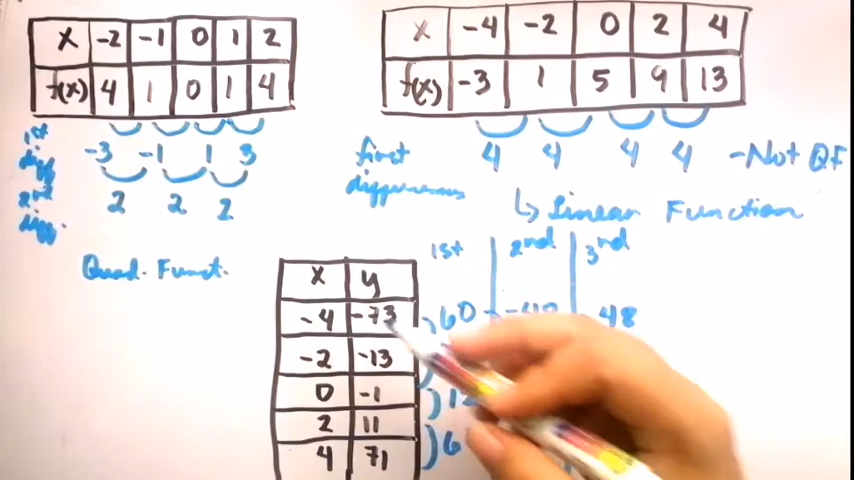 x -2 -1 0 1 2
f(x) 4 1 0 1 4
1st diff -3 -1 1 3
2nd diff. 2 2 2
Quad. Funct.
x -4 -2 0 2 4
f(x) -3 1 5 9 13
first differences 4 4 4 4 -Not QF
↳ Linear Function
x y 1st 2nd 3rd
-4 -73 60 48
-2 -13
0 -1
2 11
4 71